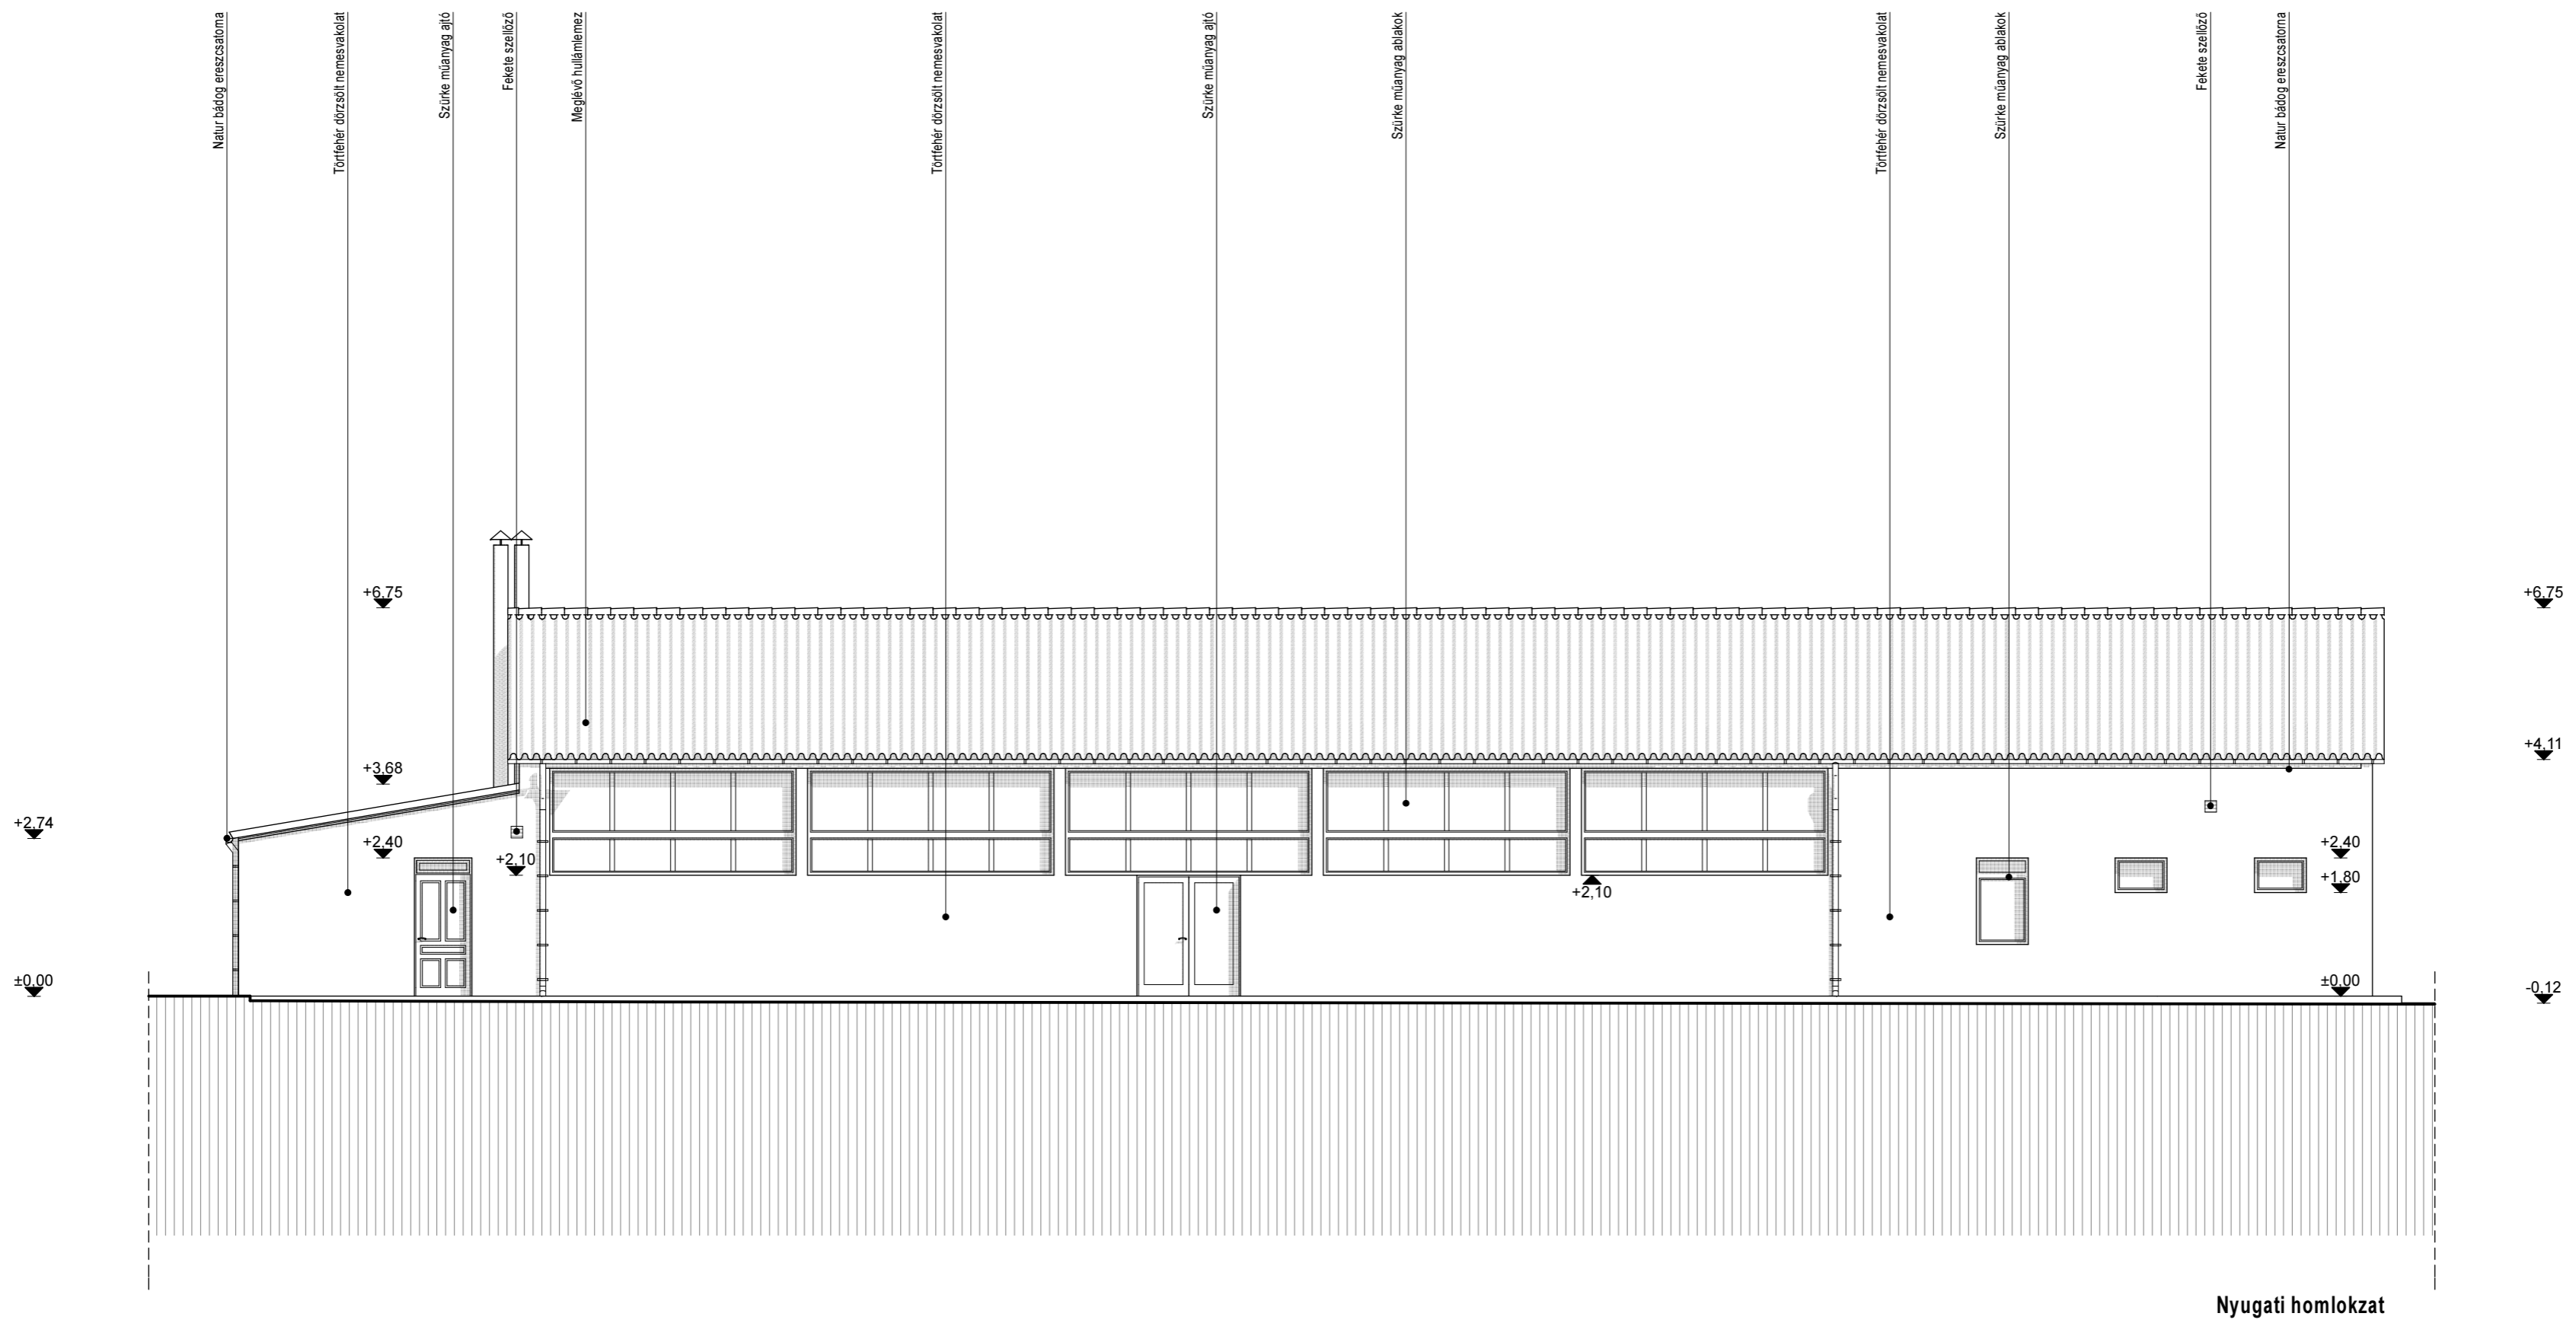 Natur bádog ereszcsatorna
Törtfehér dörzsölt nemesvakolat
Szürke műanyag ajtó
Fekete szellőző
Meglévő hullámlemez
Törtfehér dörzsölt nemesvakolat
Szürke műanyag ajtó
Szürke műanyag ablakok
Törtfehér dörzsölt nemesvakolat
Szürke műanyag ablakok
Fekete szellőző
Natur bádog ereszcsatorna
+6,75
+6,75
+4,11
+3,68
+2,74
+2,40
+2,40
+2,10
+1,80
+2,10
±0,00
±0,00
-0,12
Nyugati homlokzat